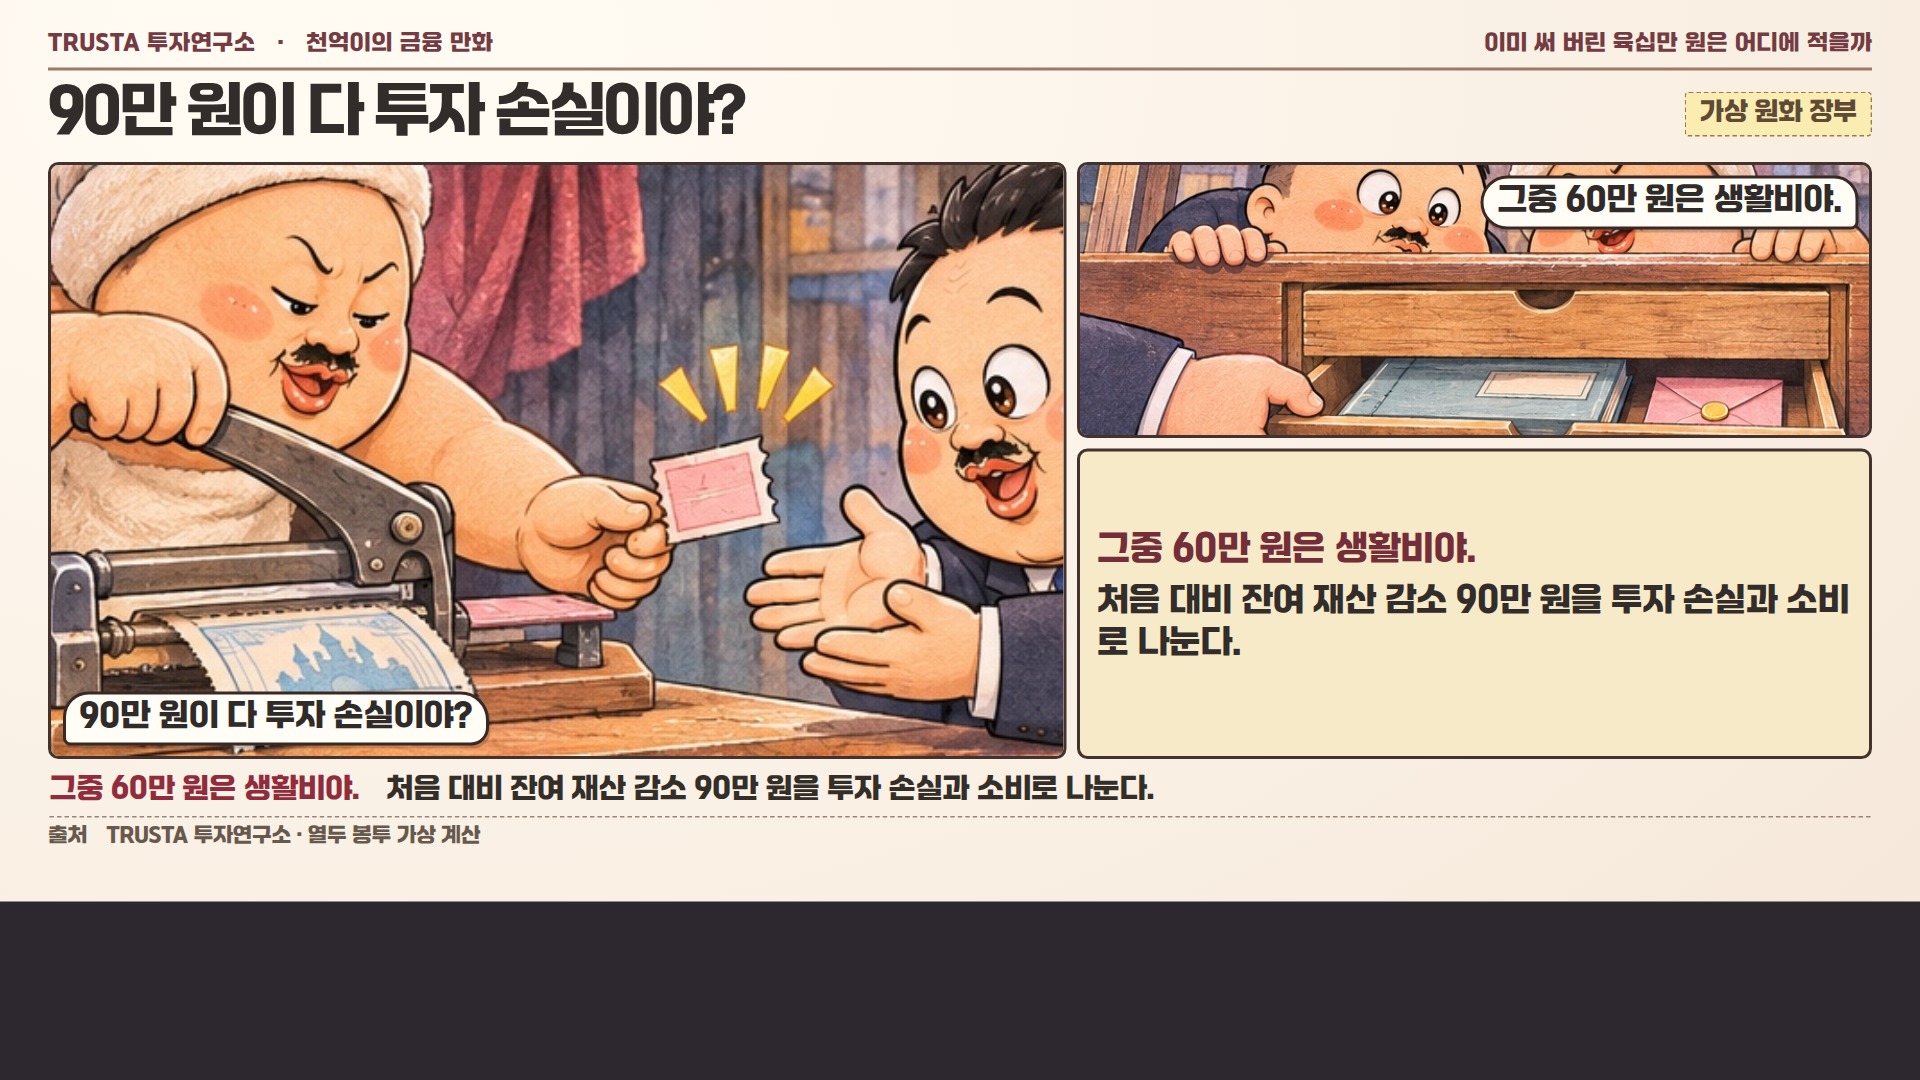 TRUSTA 투자연구소 · 천억이의 금융 만화
이미 써 버린 육십만 원은 어디에 적을까
90만 원이 다 투자 손실이야?
가상 원화 장부
그중 60만 원은 생활비야.
90만 원이 다 투자 손실이야?
그중 60만 원은 생활비야.
처음 대비 잔여 재산 감소 90만 원을 투자 손실과 소비
로 나눈다.
그중 60만 원은 생활비야. 처음 대비 잔여 재산 감소 90만 원을 투자 손실과 소비로 나눈다.
출처 TRUSTA 투자연구소 · 열두 봉투 가상 계산